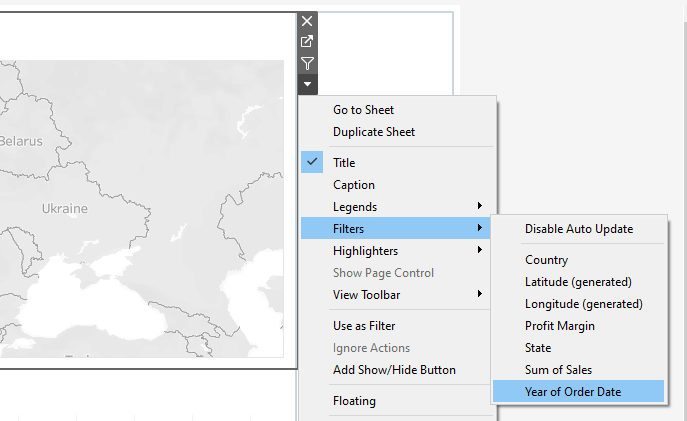 Belarus
Ukraine
Go to Sheet
Duplicate Sheet
Title
Caption
Legends
Filters
Highlighters
Show Page Control
View Toolbar
Use as Filter
Ignore Actions
Add Show/Hide Button
Floating
Disable Auto Update
Country
Latitude (generated)
Longitude (generated)
Profit Margin
State
Sum of Sales
Year of Order Date